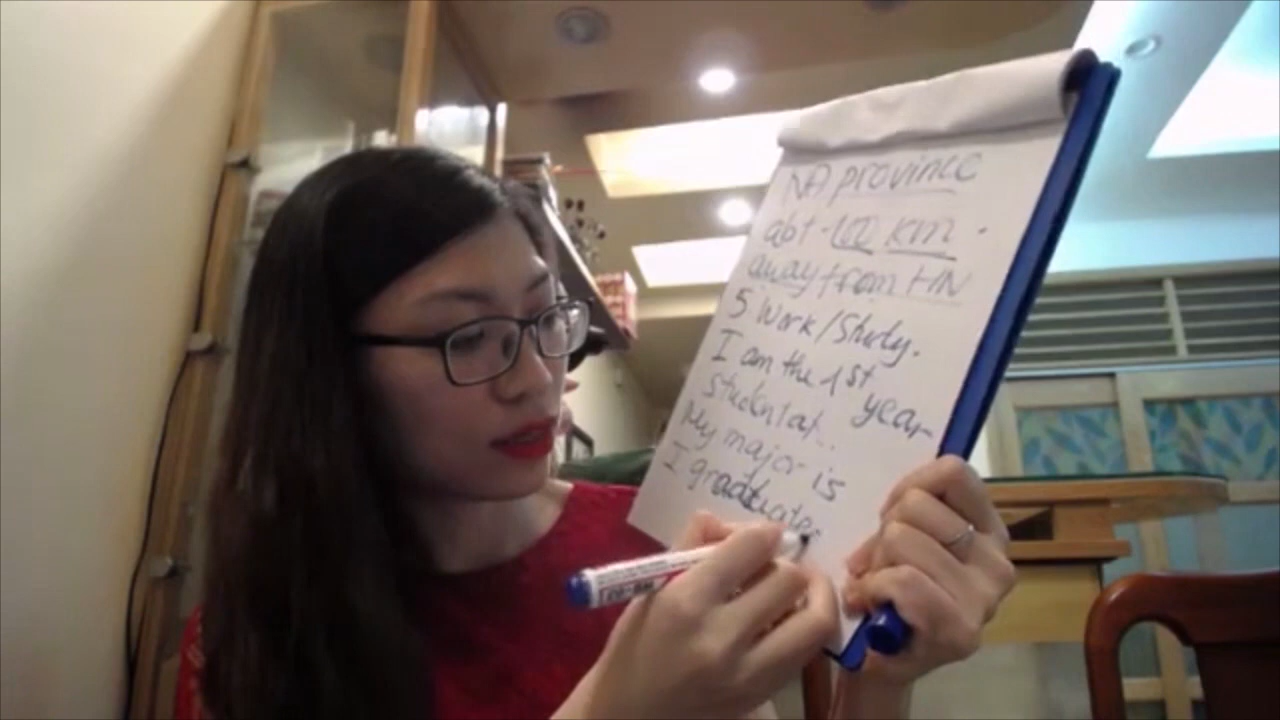 NA province
abt 100 km.
away from HN
5 Work/Study.
I am the 1st year
student at...
My major is
I graduate